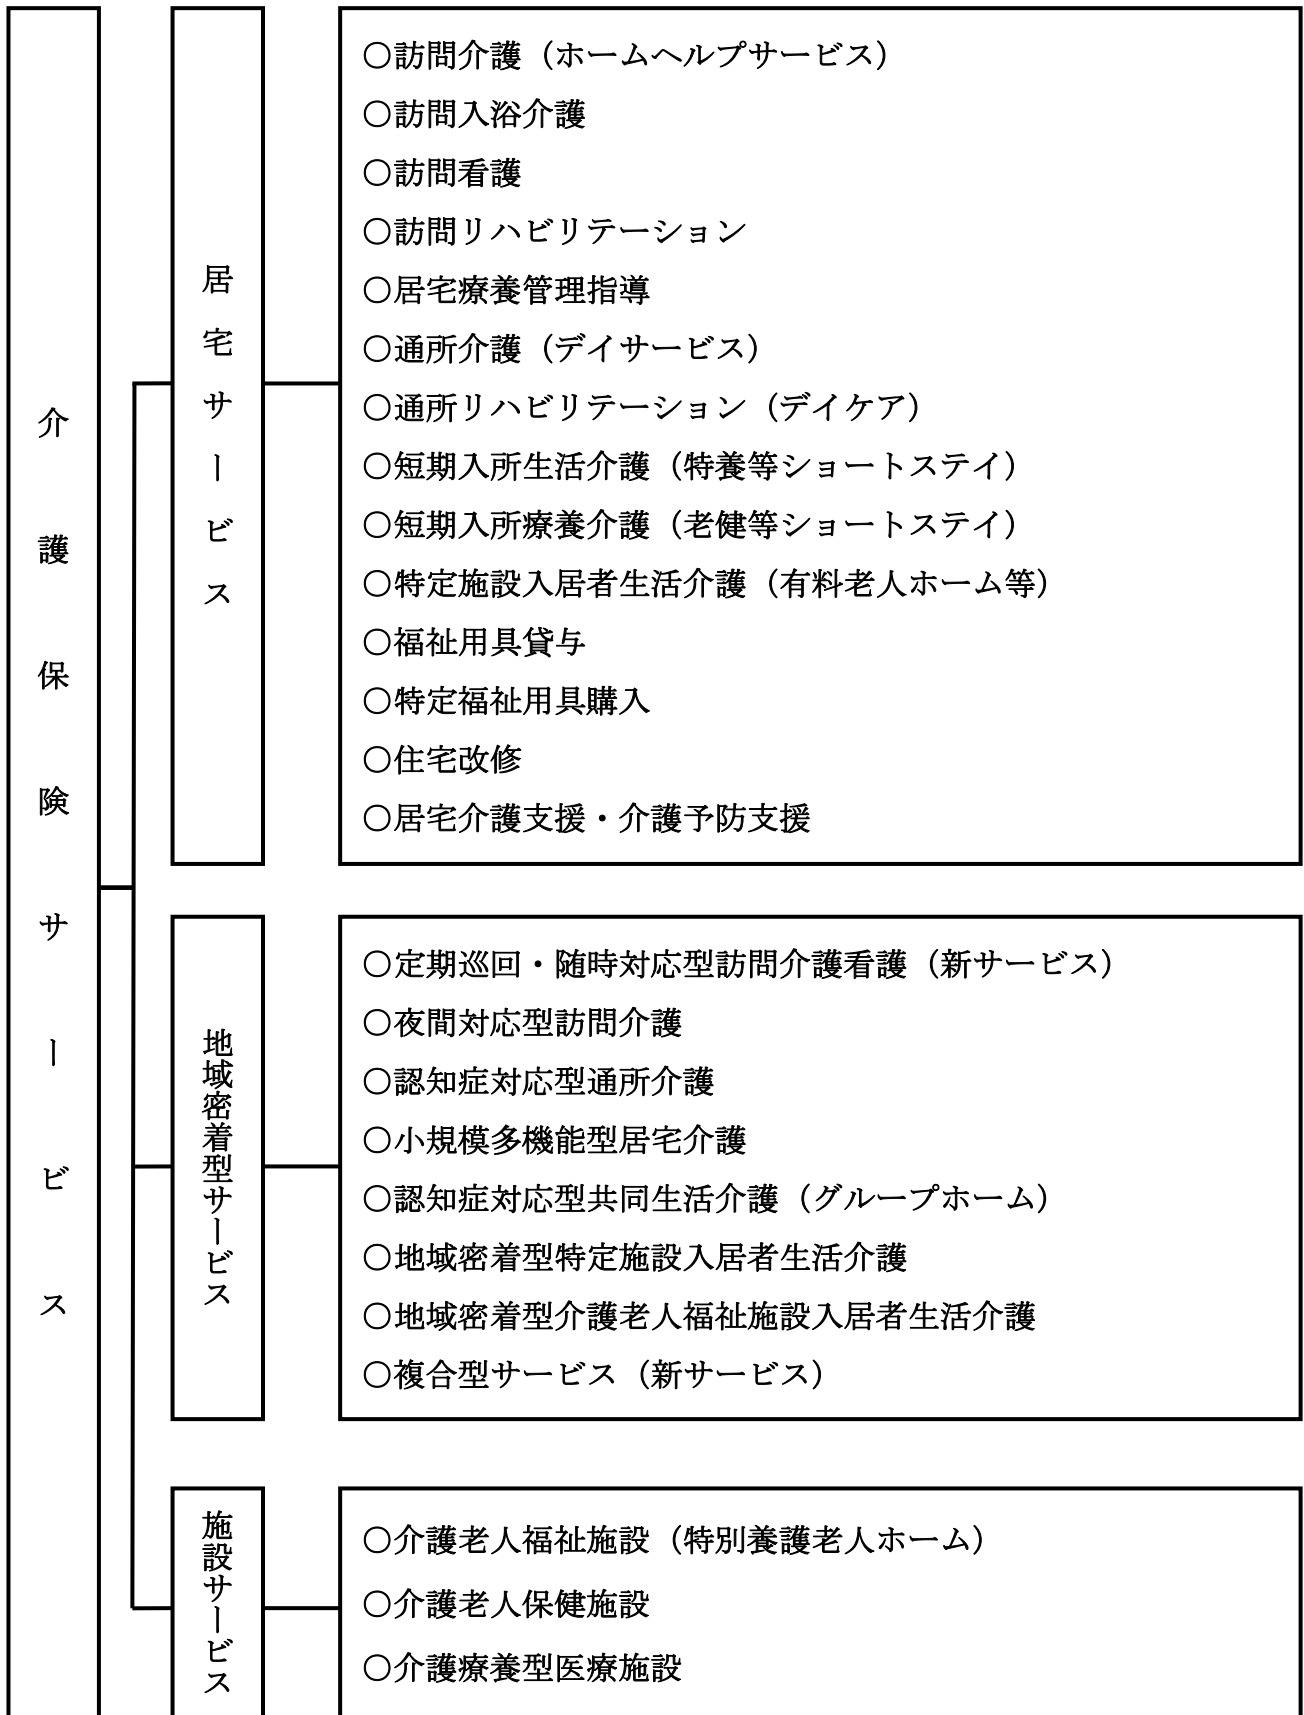 介護保険サービス
居宅サービス
○訪問介護（ホームヘルプサービス）
○訪問入浴介護
○訪問看護
○訪問リハビリテーション
○居宅療養管理指導
○通所介護（デイサービス）
○通所リハビリテーション（デイケア）
○短期入所生活介護（特養等ショートステイ）
○短期入所療養介護（老健等ショートステイ）
○特定施設入居者生活介護（有料老人ホーム等）
○福祉用具貸与
○特定福祉用具購入
○住宅改修
○居宅介護支援・介護予防支援
地域密着型サービス
○定期巡回・随時対応型訪問介護看護（新サービス）
○夜間対応型訪問介護
○認知症対応型通所介護
○小規模多機能型居宅介護
○認知症対応型共同生活介護（グループホーム）
○地域密着型特定施設入居者生活介護
○地域密着型介護老人福祉施設入居者生活介護
○複合型サービス（新サービス）
施設サービス
○介護老人福祉施設（特別養護老人ホーム）
○介護老人保健施設
○介護療養型医療施設